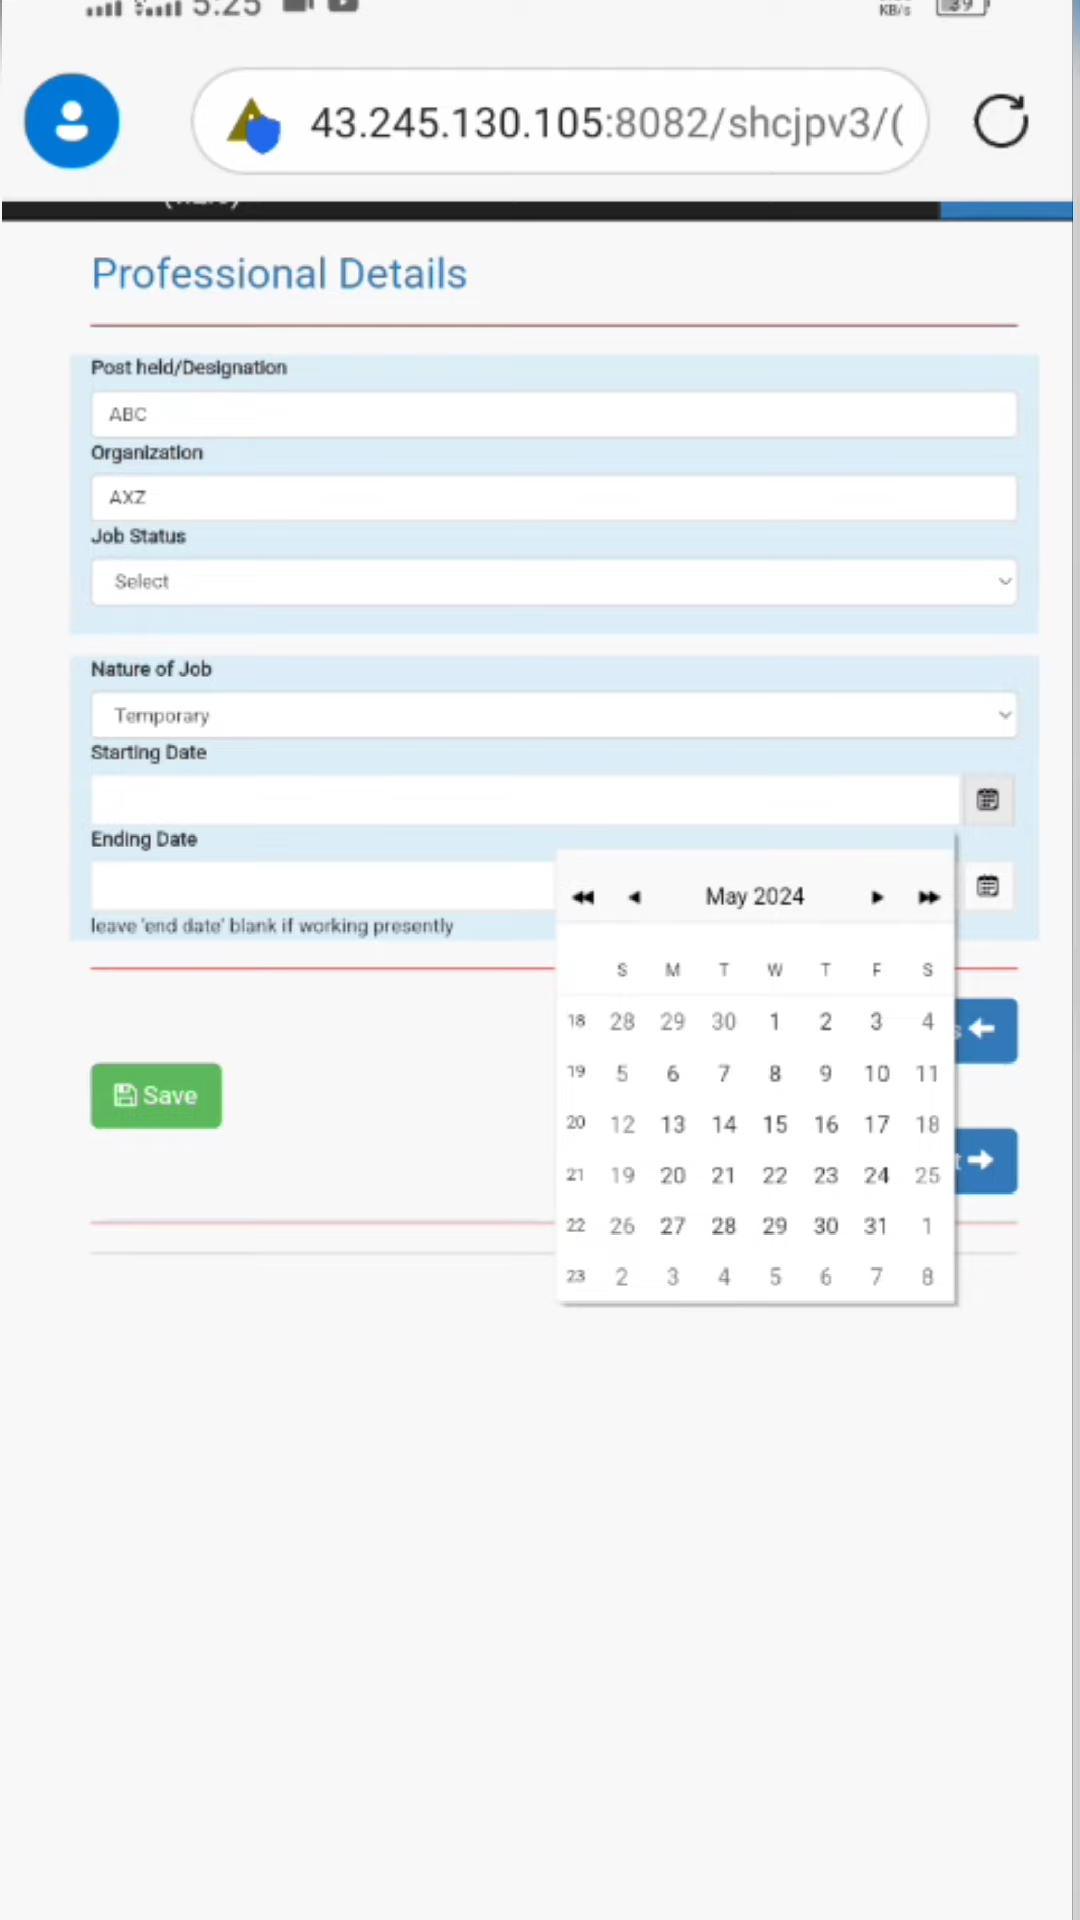 5:25
KB/s
39
43.245.130.105:8082/shcjpv3/(
Professional Details
Post held/Designation
ABC
Organization
AXZ
Job Status
Select
Nature of Job
Temporary
Starting Date
Ending Date
leave 'end date' blank if working presently
May 2024
S M T W T F S
18 28 29 30 1 2 3 4
19 5 6 7 8 9 10 11
20 12 13 14 15 16 17 18
21 19 20 21 22 23 24 25
22 26 27 28 29 30 31 1
23 2 3 4 5 6 7 8
Save